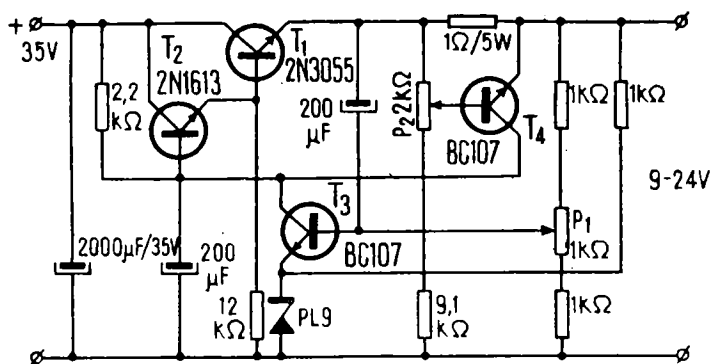 +
35V
T2
2N1613
T1
2N3055
1Ω/5W
2,2
kΩ
200
µF
P2 2kΩ
T4
BC107
1kΩ
1kΩ
9-24V
T3
BC107
P1
1kΩ
2000µF/35V
200
µF
12
kΩ
PL9
9,1
kΩ
1kΩ